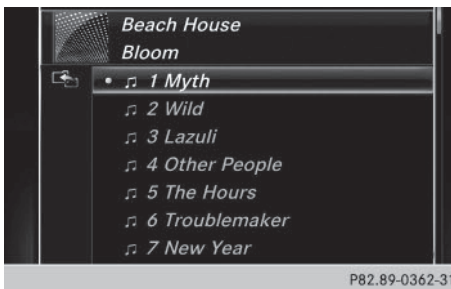 Beach House
Bloom
• ♫ 1 Myth
♫ 2 Wild
♫ 3 Lazuli
♫ 4 Other People
♫ 5 The Hours
♫ 6 Troublemaker
♫ 7 New Year
P82.89-0362-31